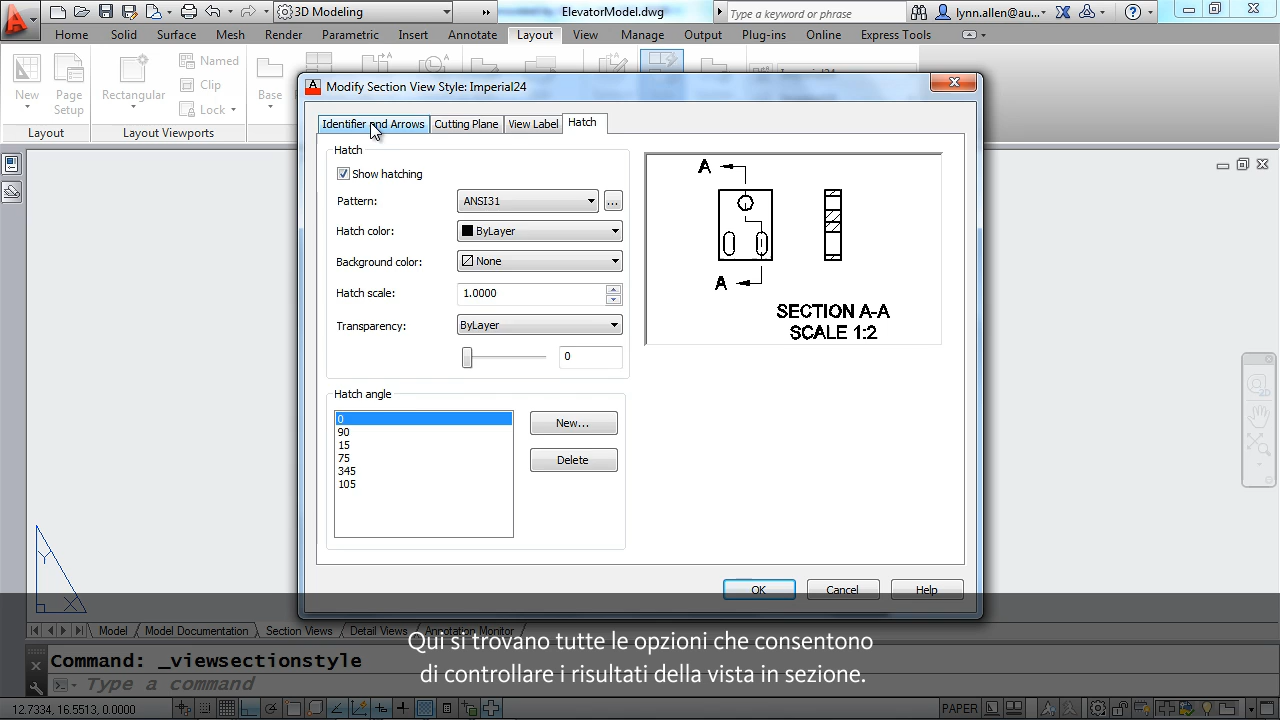 3D Modeling
ElevatorModel.dwg
Type a keyword or phrase
lynn.allen@au...
Home Solid Surface Mesh Render Parametric Insert Annotate Layout View Manage Output Plug-ins Online Express Tools
New
Page Setup
Rectangular
Named
Clip
Lock
Base
Layout
Layout Viewports
Modify Section View Style: Imperial24
Identifier and Arrows Cutting Plane View Label Hatch
Hatch
Show hatching
Pattern: ANSI31 ...
Hatch color: ByLayer
Background color: None
Hatch scale: 1.0000
Transparency: ByLayer
0
Hatch angle
0
90
15
75
345
105
New...
Delete
A
A
SECTION A-A
SCALE 1:2
OK Cancel Help
2D
Y
X
Model Model Documentation Section Views Detail Views Annotation Monitor
Command: _viewsectionstyle
Type a command
Qui si trovano tutte le opzioni che consentono
di controllare i risultati della vista in sezione.
12.7334, 16.5513, 0.0000
PAPER